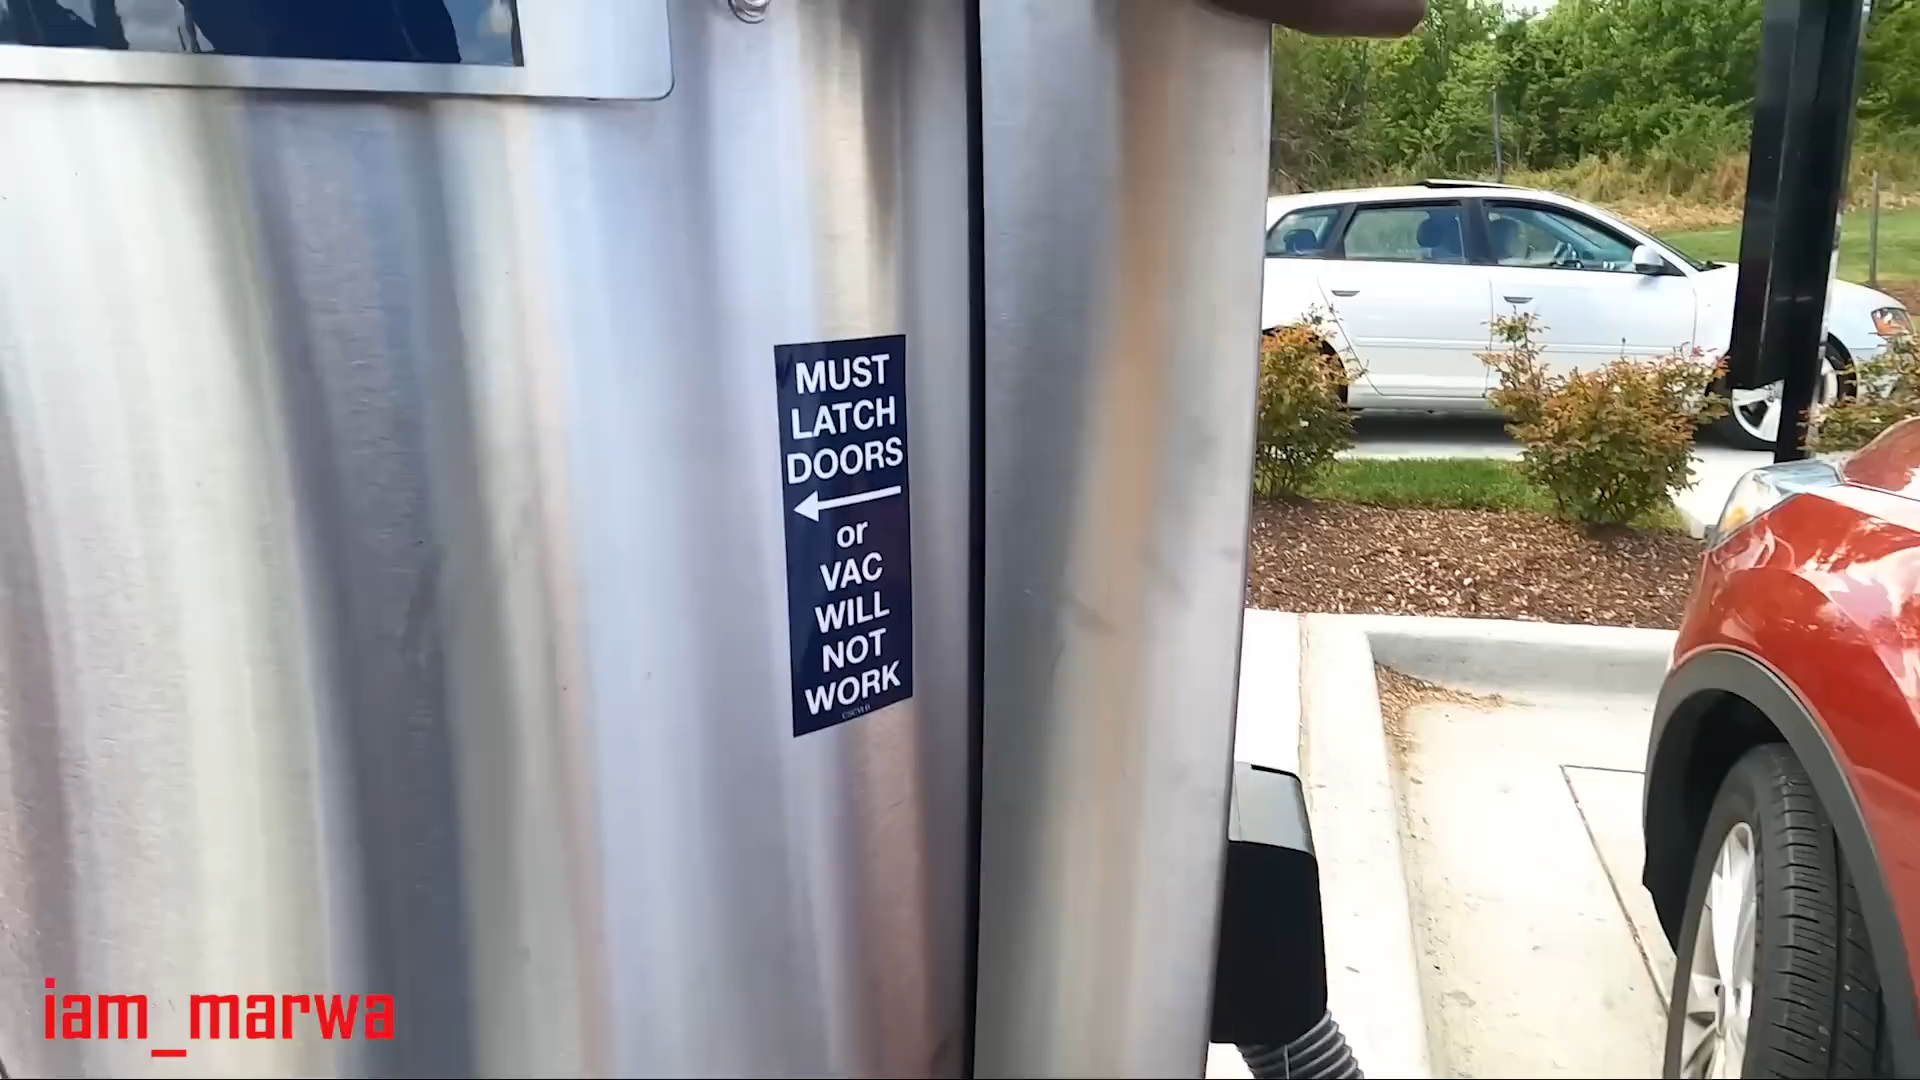 MUST
LATCH
DOORS
or
VAC
WILL
NOT
WORK
iam_marwa